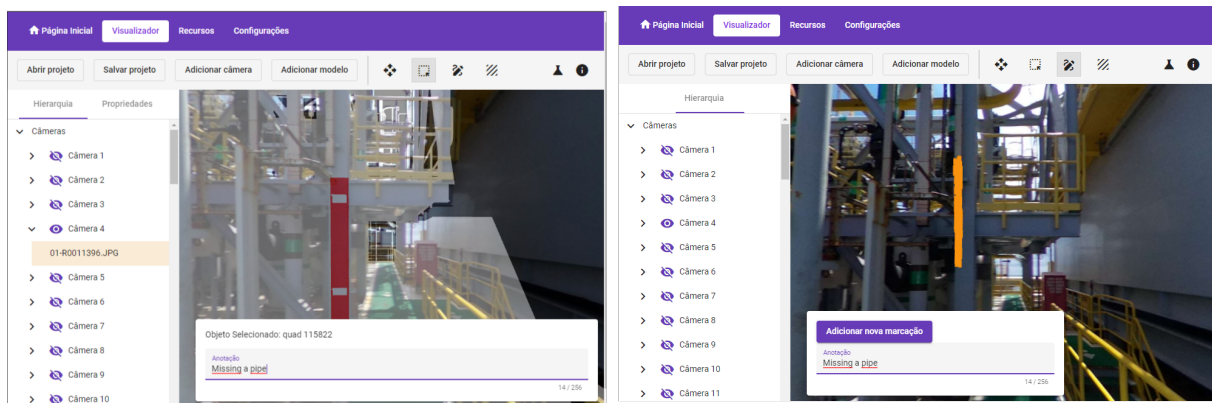 Página Inicial Visualizador Recursos Configurações
Abrir projeto Salvar projeto Adicionar câmera Adicionar modelo
Hierarquia Propriedades
Câmeras
Câmera 1
Câmera 2
Câmera 3
Câmera 4
01-R0011396.JPG
Câmera 5
Câmera 6
Câmera 7
Câmera 8
Câmera 9
Câmera 10
Objeto Selecionado: quad 115822
Anotação
Missing a pipe
14 / 256
Página Inicial Visualizador Recursos Configurações
Abrir projeto Salvar projeto Adicionar câmera Adicionar modelo
Hierarquia
Câmeras
Câmera 1
Câmera 2
Câmera 3
Câmera 4
Câmera 5
Câmera 6
Câmera 7
Câmera 8
Câmera 9
Câmera 10
Câmera 11
Adicionar nova marcação
Anotação
Missing a pipe
14 / 256